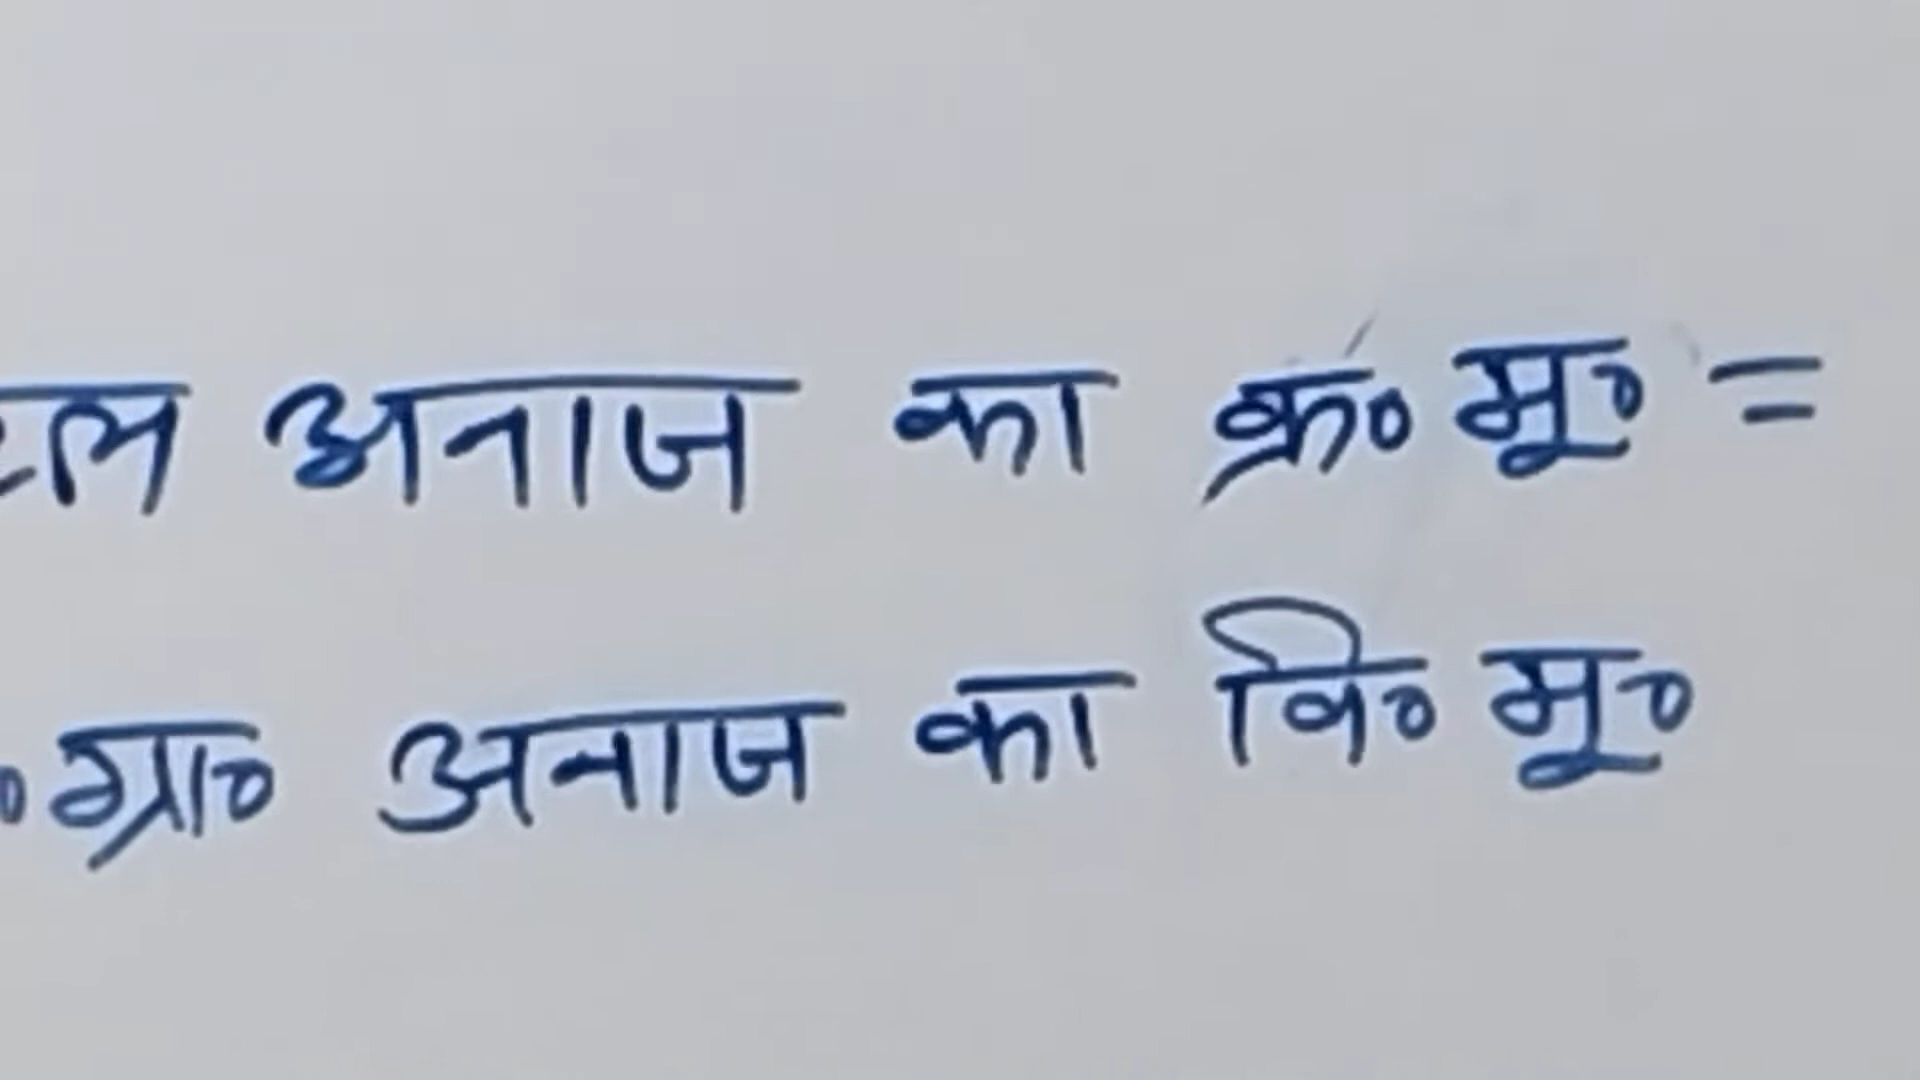 अनाज का क्र० मू० =
ग्रा० अनाज का वि० मू०